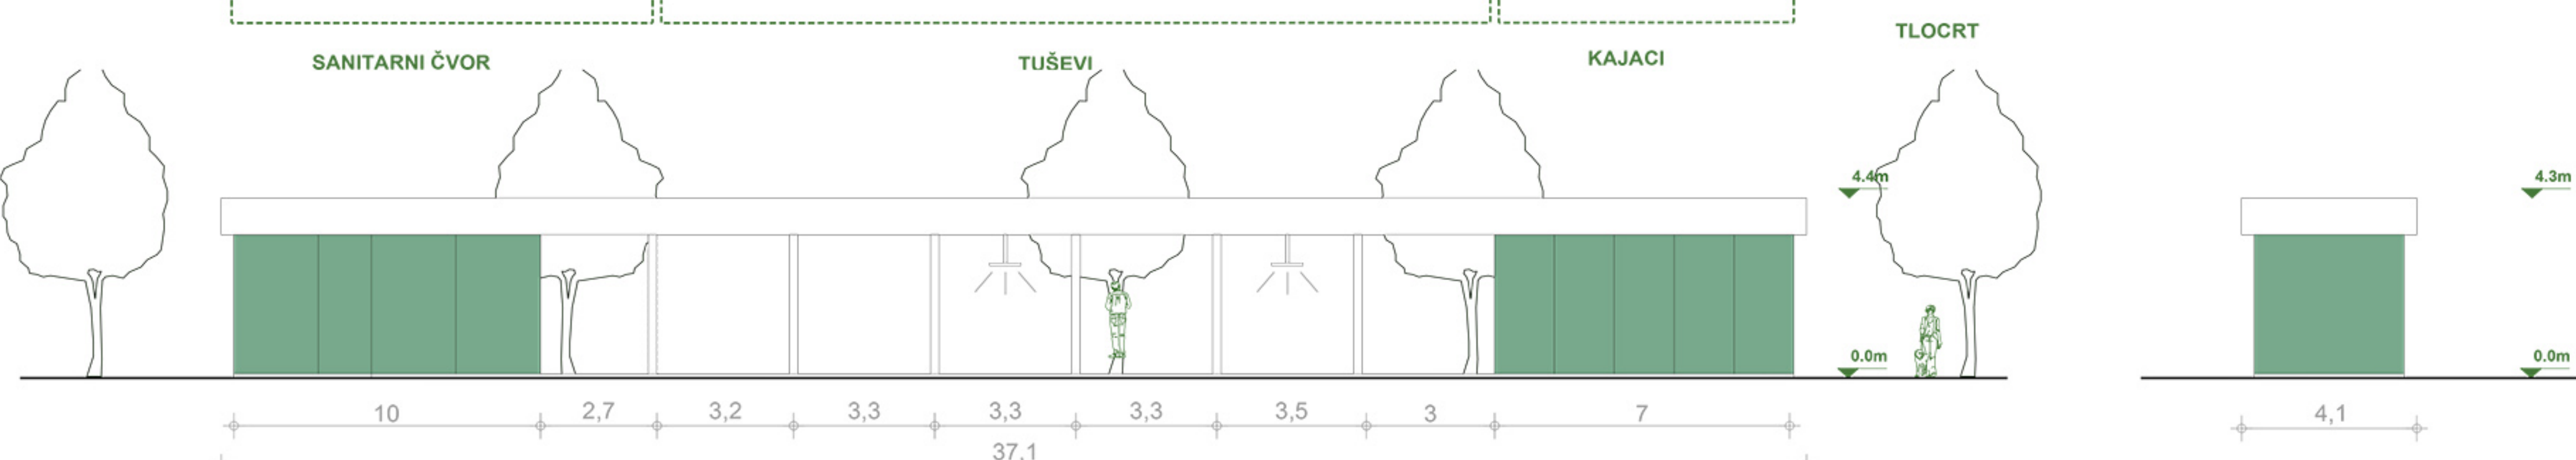 TLOCRT
SANITARNI ČVOR
TUŠEVI
KAJACI
4.4m
4.3m
0.0m
0.0m
10
2,7
3,2
3,3
3,3
3,3
3,5
3
7
4,1
37.1